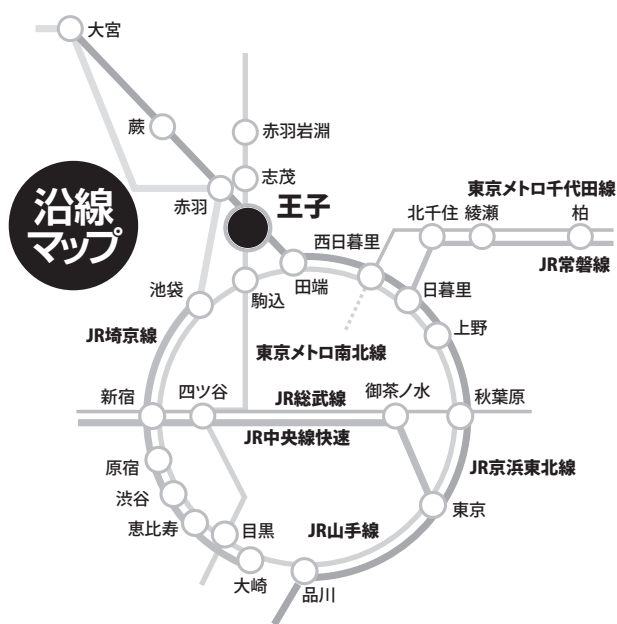 大宮
蕨
赤羽岩淵
志茂
赤羽
沿線
マップ
王子
東京メトロ千代田線
北千住
綾瀬
柏
西日暮里
JR常磐線
田端
日暮里
池袋
駒込
上野
JR埼京線
東京メトロ南北線
新宿
四ツ谷
JR総武線
御茶ノ水
秋葉原
JR中央線快速
原宿
JR京浜東北線
渋谷
東京
恵比寿
目黒
JR山手線
大崎
品川